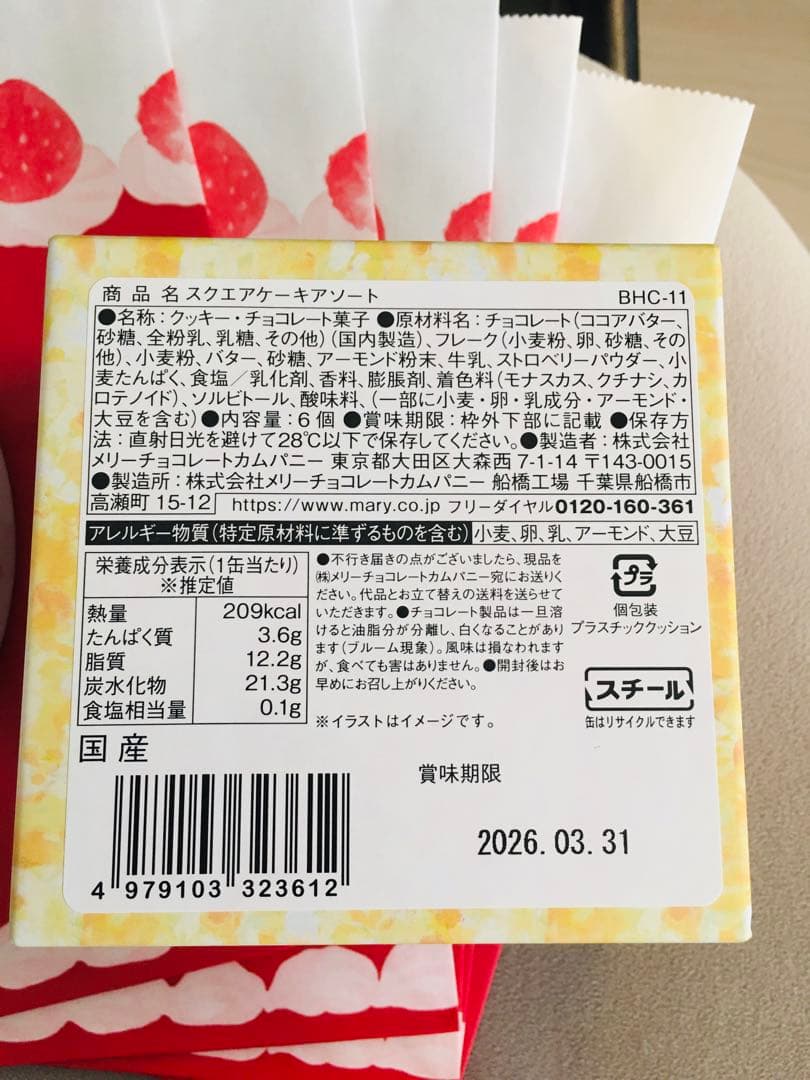 商品名 スクエアケーキアソート BHC-11
●名称：クッキー・チョコレート菓子 ●原材料名：チョコレート（ココアバター、
砂糖、全粉乳、乳糖、その他）（国内製造）、フレーク（小麦粉、卵、砂糖、その
他）、小麦粉、バター、砂糖、アーモンド粉末、牛乳、ストロベリーパウダー、小
麦たんぱく、食塩／乳化剤、香料、膨脹剤、着色料（モナスカス、クチナシ、カ
ロテノイド）、ソルビトール、酸味料、（一部に小麦・卵・乳成分・アーモンド・
大豆を含む）●内容量：6個 ●賞味期限：枠外下部に記載 ●保存方
法：直射日光を避けて28℃以下で保存してください。●製造者：株式会社
メリーチョコレートカムパニー 東京都大田区大森西7-1-14 〒143-0015
●製造所：株式会社メリーチョコレートカムパニー 船橋工場 千葉県船橋市
高瀬町 15-12 https://www.mary.co.jp フリーダイヤル0120-160-361
アレルギー物質（特定原材料に準ずるものを含む） 小麦、卵、乳、アーモンド、大豆
栄養成分表示（1缶当たり）
※推定値
熱量 209kcal
たんぱく質 3.6g
脂質 12.2g
炭水化物 21.3g
食塩相当量 0.1g
●不行き届きの点がございましたら、現品を
㈱メリーチョコレートカムパニー宛にお送りく
ださい。代品とお立て替えの送料を送らせて
いただきます。●チョコレート製品は一旦溶
けると油脂分が分離し、白くなることがあり
ます（ブルーム現象）。風味は損なわれます
が、食べても害はありません。●開封後はお
早めにお召し上がりください。
※イラストはイメージです。
プラ
個包装
プラスチッククッション
スチール
缶はリサイクルできます
国産
賞味期限
2026.03.31
4 979103 323612